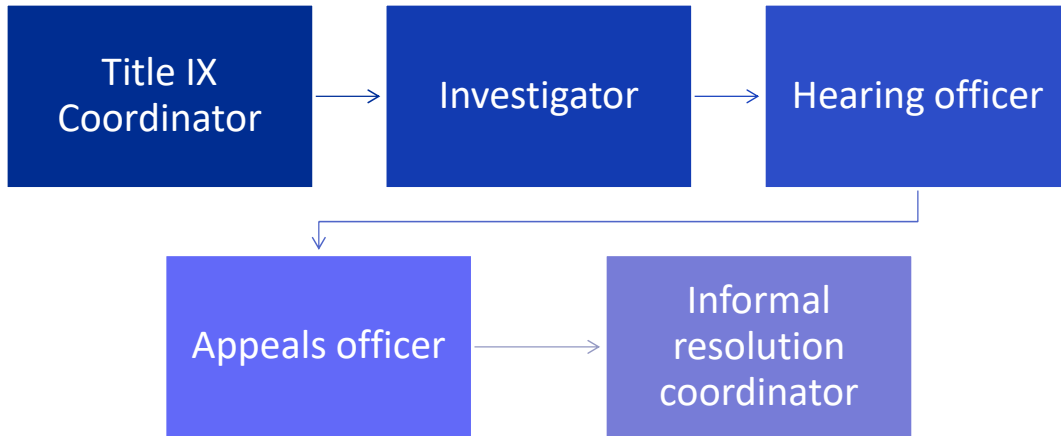 Title IX
Coordinator
Investigator
Hearing officer
Appeals officer
Informal
resolution
coordinator